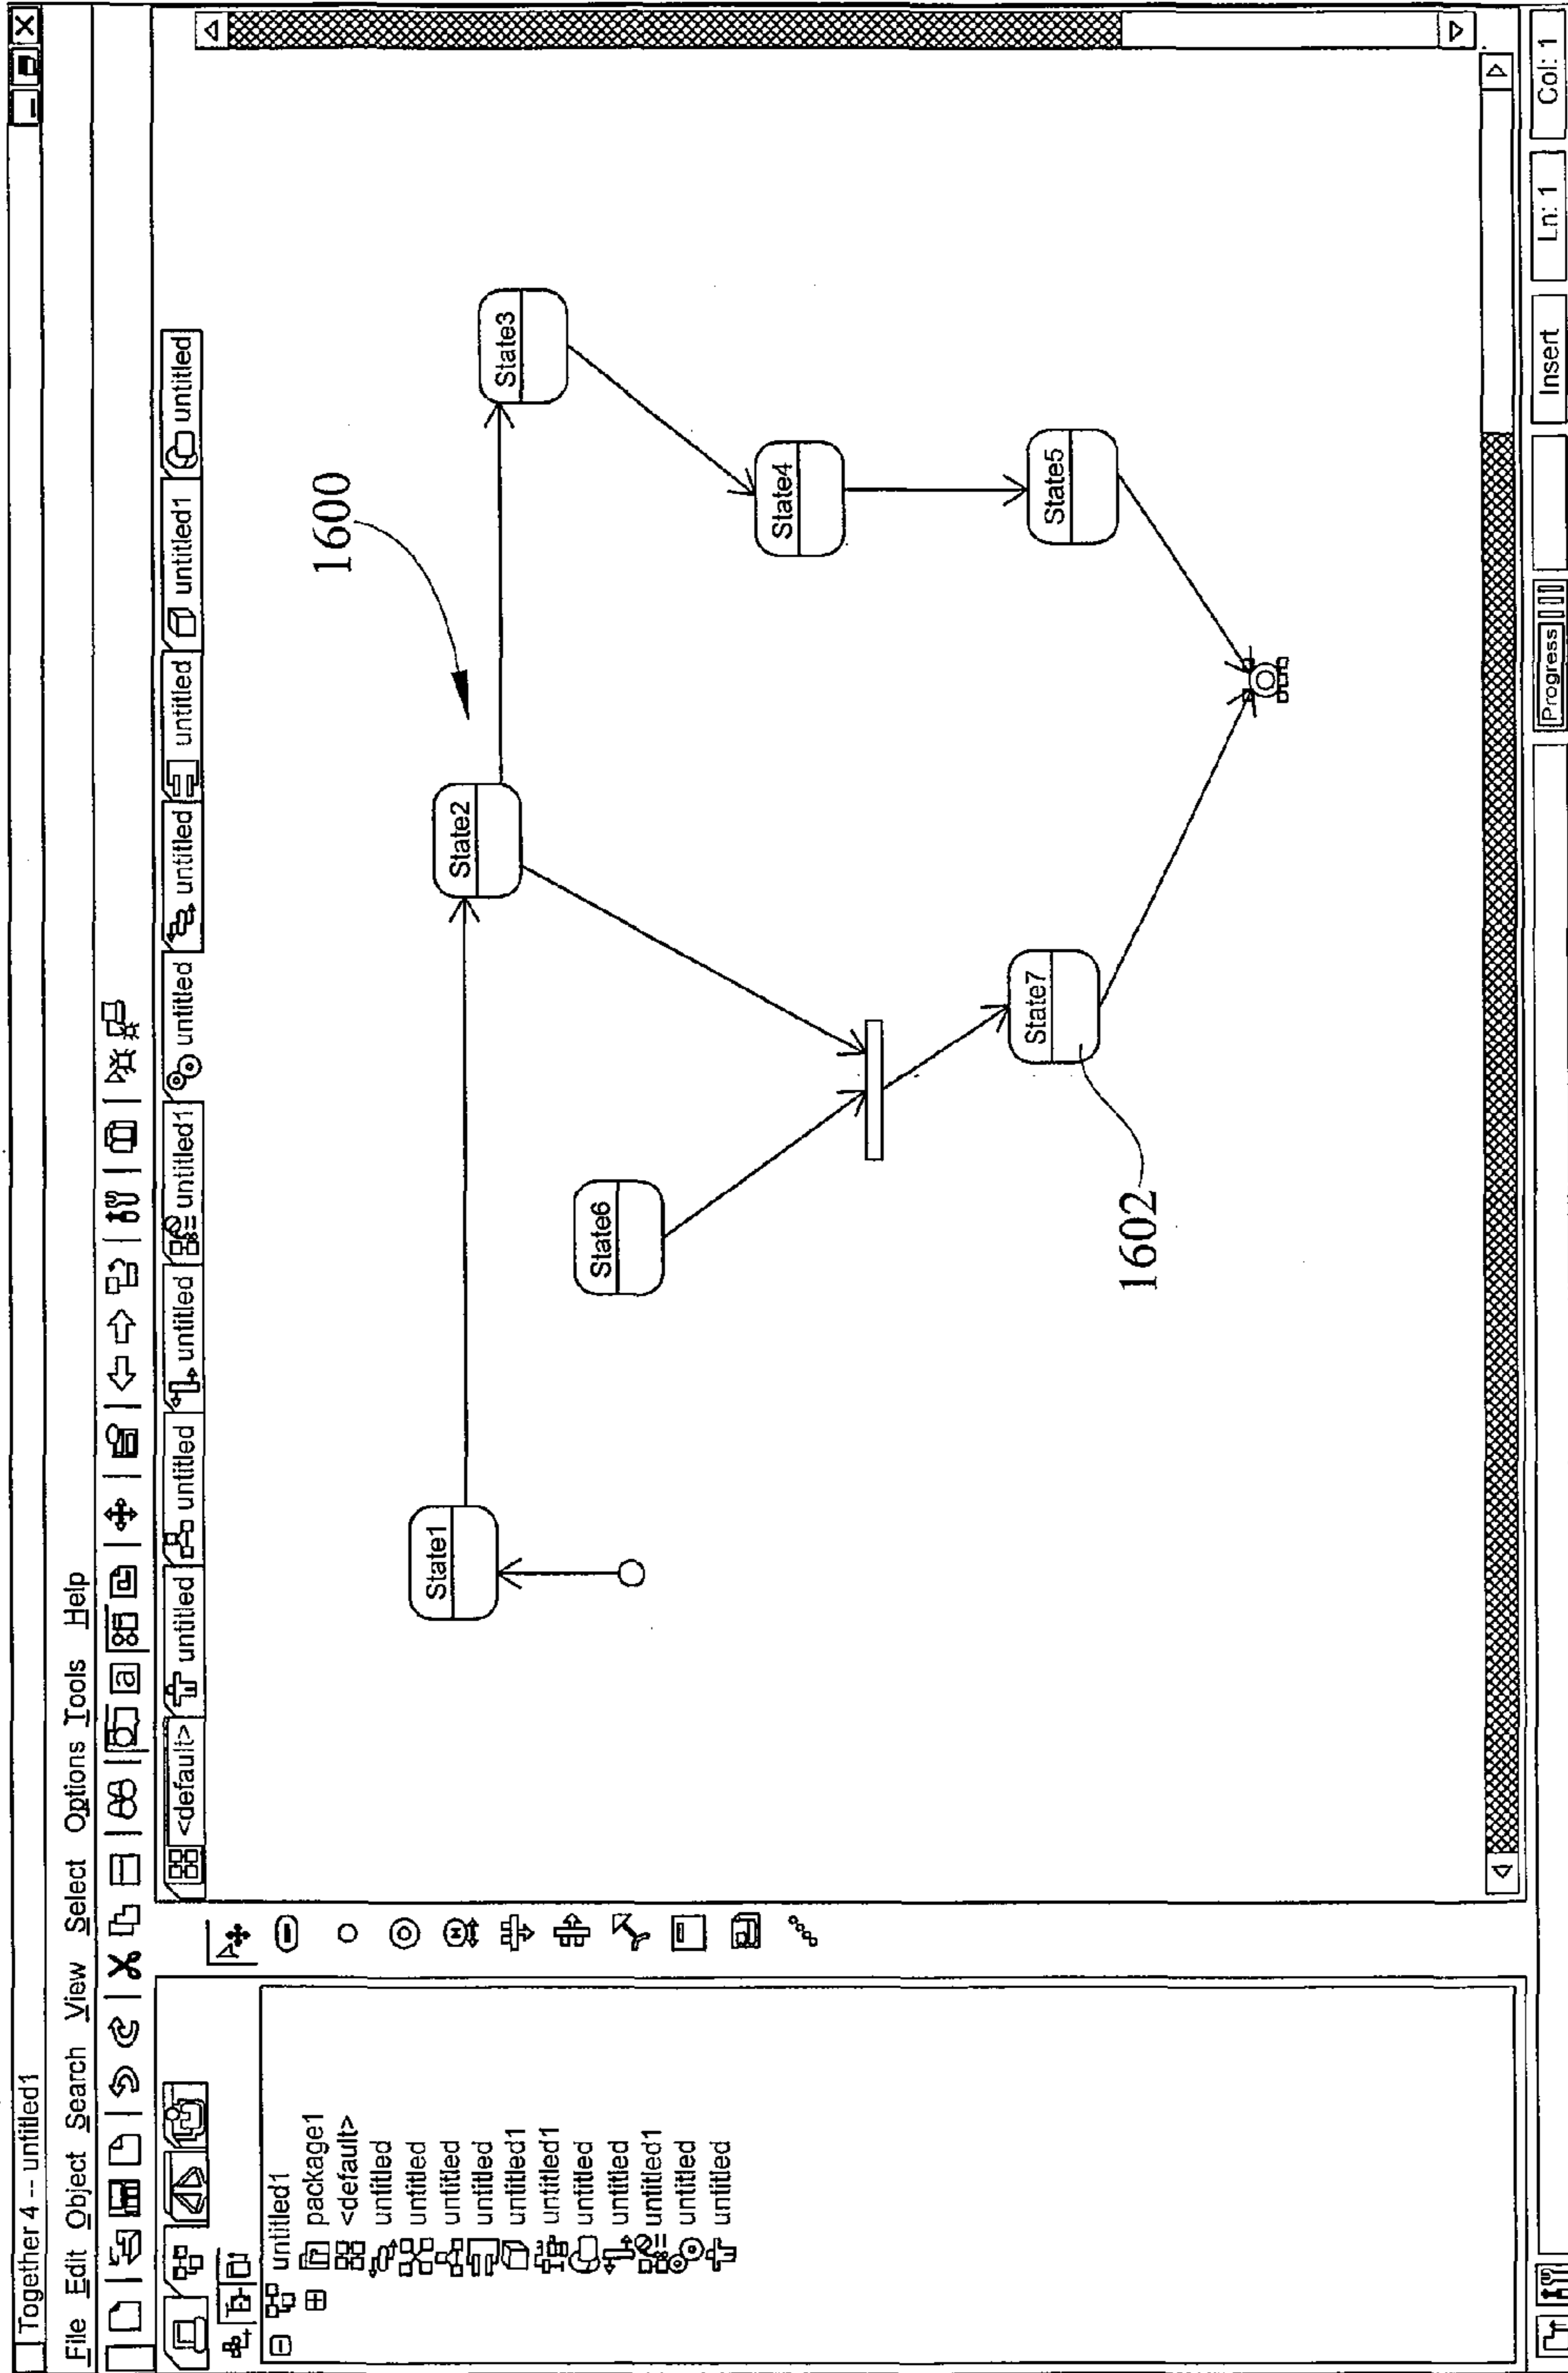 Together 4 -- untitled1
File Edit Object Search View Select Options Tools Help
<default> untitled untitled untitled untitled1 untitled untitled untitled untitled1 untitled
untitled1
package1
<default>
untitled
untitled
untitled
untitled
untitled1
untitled1
untitled
untitled
untitled1
untitled
untitled
1600
State1
State2
State3
State6
State4
State7
State5
1602
Progress Insert Ln: 1 Col: 1